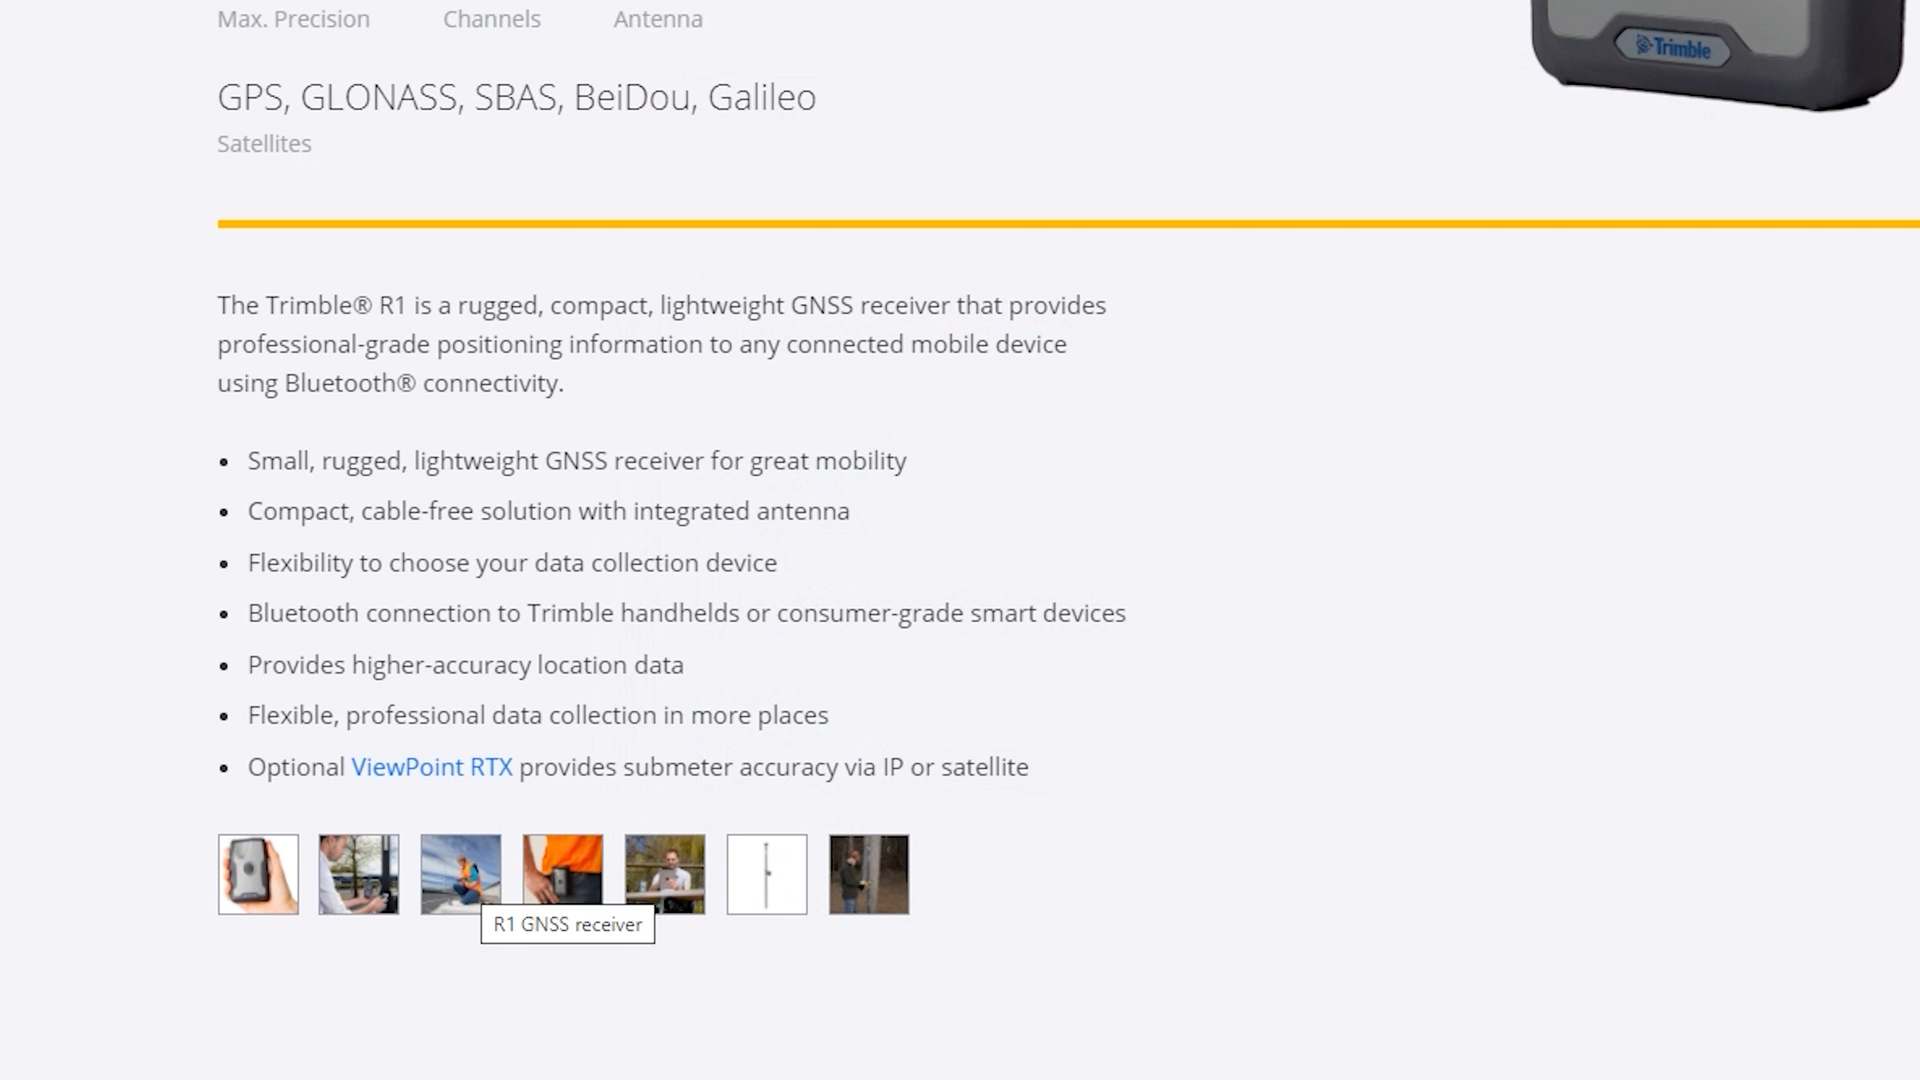 Max. Precision Channels Antenna
Trimble
GPS, GLONASS, SBAS, BeiDou, Galileo
Satellites
The Trimble® R1 is a rugged, compact, lightweight GNSS receiver that provides
professional-grade positioning information to any connected mobile device
using Bluetooth® connectivity.
• Small, rugged, lightweight GNSS receiver for great mobility
• Compact, cable-free solution with integrated antenna
• Flexibility to choose your data collection device
• Bluetooth connection to Trimble handhelds or consumer-grade smart devices
• Provides higher-accuracy location data
• Flexible, professional data collection in more places
• Optional ViewPoint RTX provides submeter accuracy via IP or satellite
R1 GNSS receiver